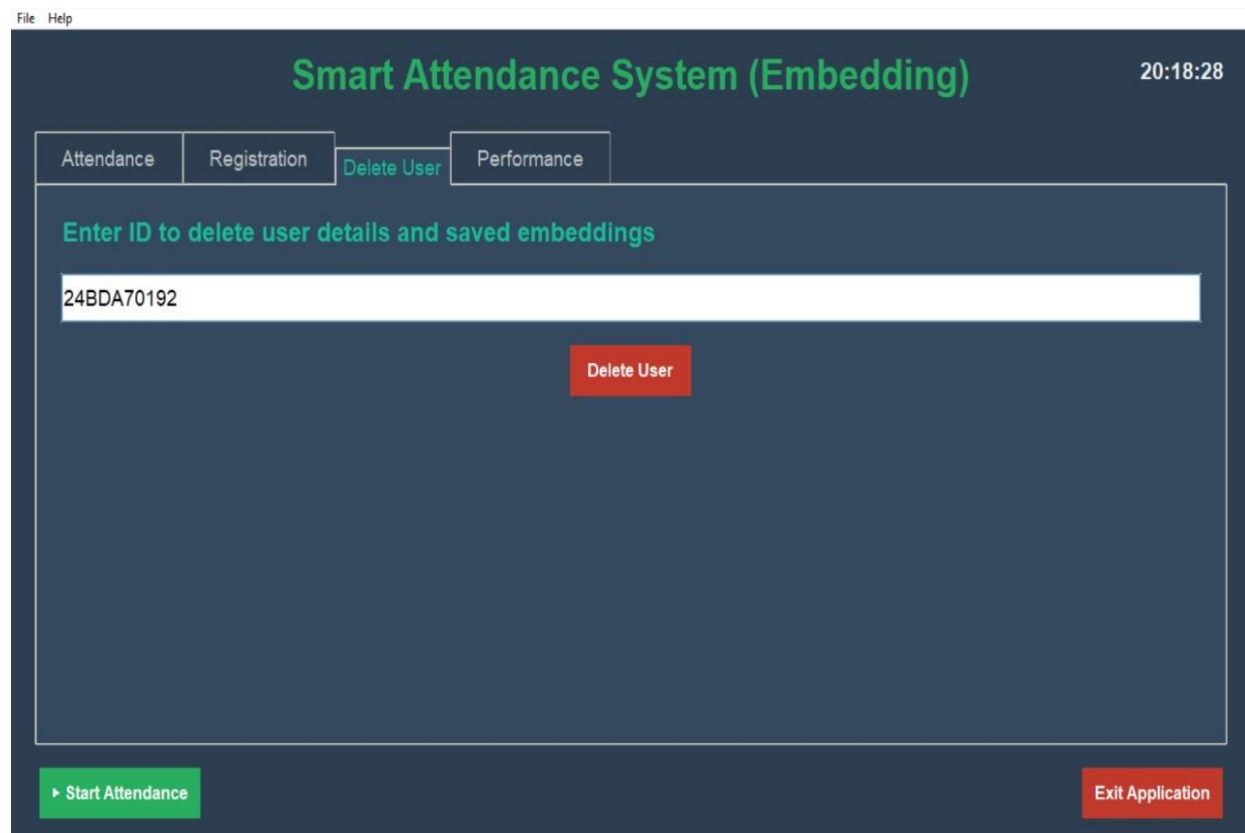 File Help
Smart Attendance System (Embedding) 20:18:28
Attendance Registration Delete User Performance
Enter ID to delete user details and saved embeddings
24BDA70192
Delete User
▸ Start Attendance Exit Application